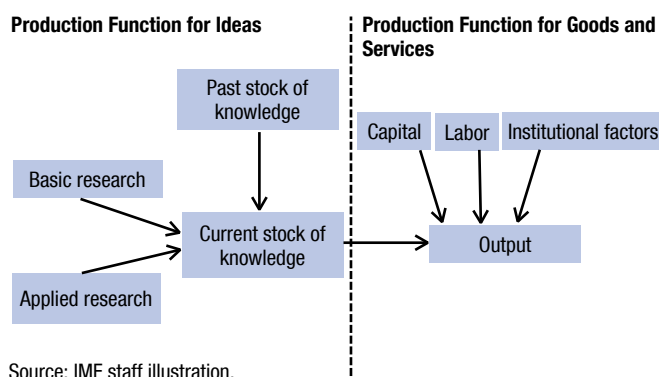 Production Function for Ideas
Production Function for Goods and
Services
Past stock of
knowledge
Capital
Labor
Institutional factors
Basic research
Current stock of
knowledge
Output
Applied research
Source: IMF staff illustration.